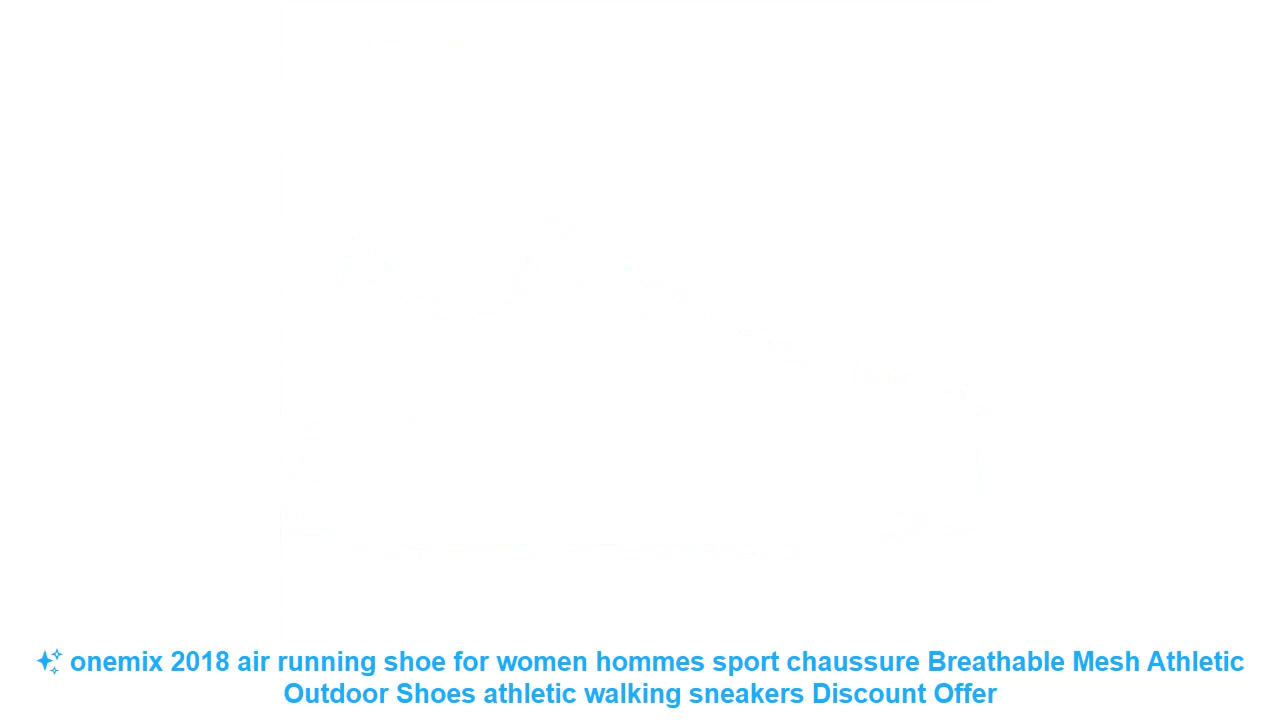 ✨ onemix 2018 air running shoe for women hommes sport chaussure Breathable Mesh Athletic
Outdoor Shoes athletic walking sneakers Discount Offer